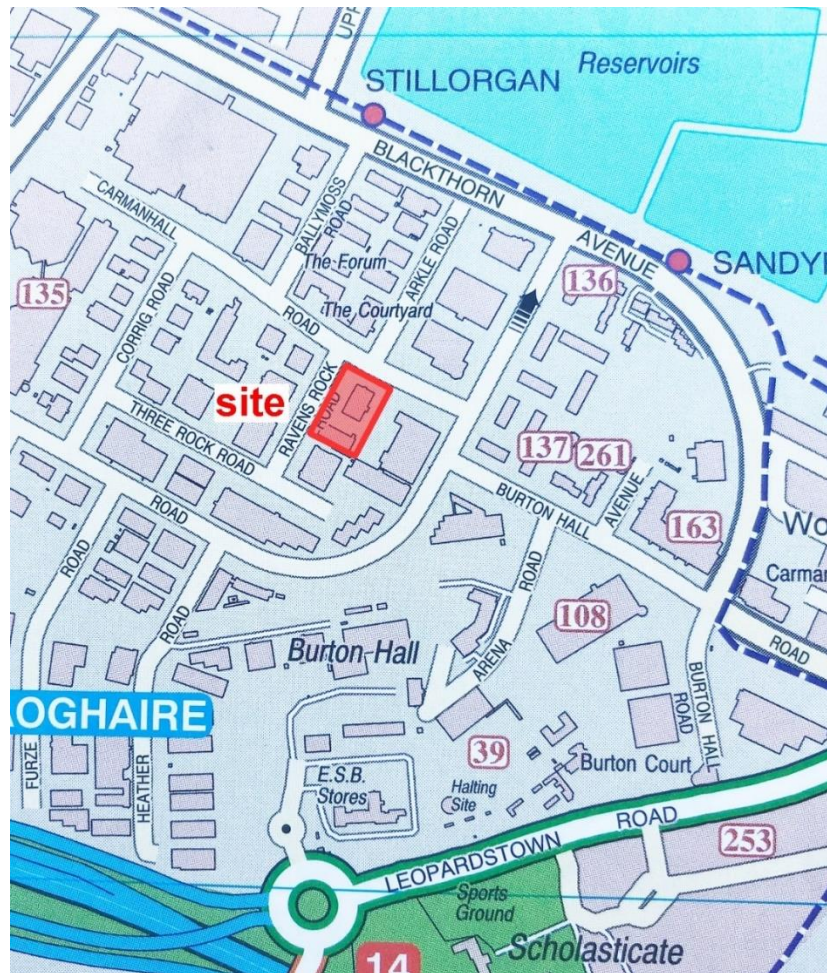 UPP
Reservoirs
STILLORGAN
BLACKTHORN
AVENUE
SANDY
CARMANHALL
ROAD
BALLYMOSS
ROAD
The Forum
ARKLE ROAD
The Courtyard
136
135
CORRIG ROAD
site
RAVENS ROCK
ROAD
THREE ROCK ROAD
137
261
AVENUE
BURTON HALL
163
Wo
Carman
ROAD
ROAD
ROAD
ROAD
108
ROAD
Burton Hall
ARENA
BURTON HALL
ROAD
OGHAIRE
FURZE
HEATHER
39
Burton Court
E.S.B.
Stores
Halting
Site
LEOPARDSTOWN
ROAD
253
Sports
Ground
14
Scholasticate